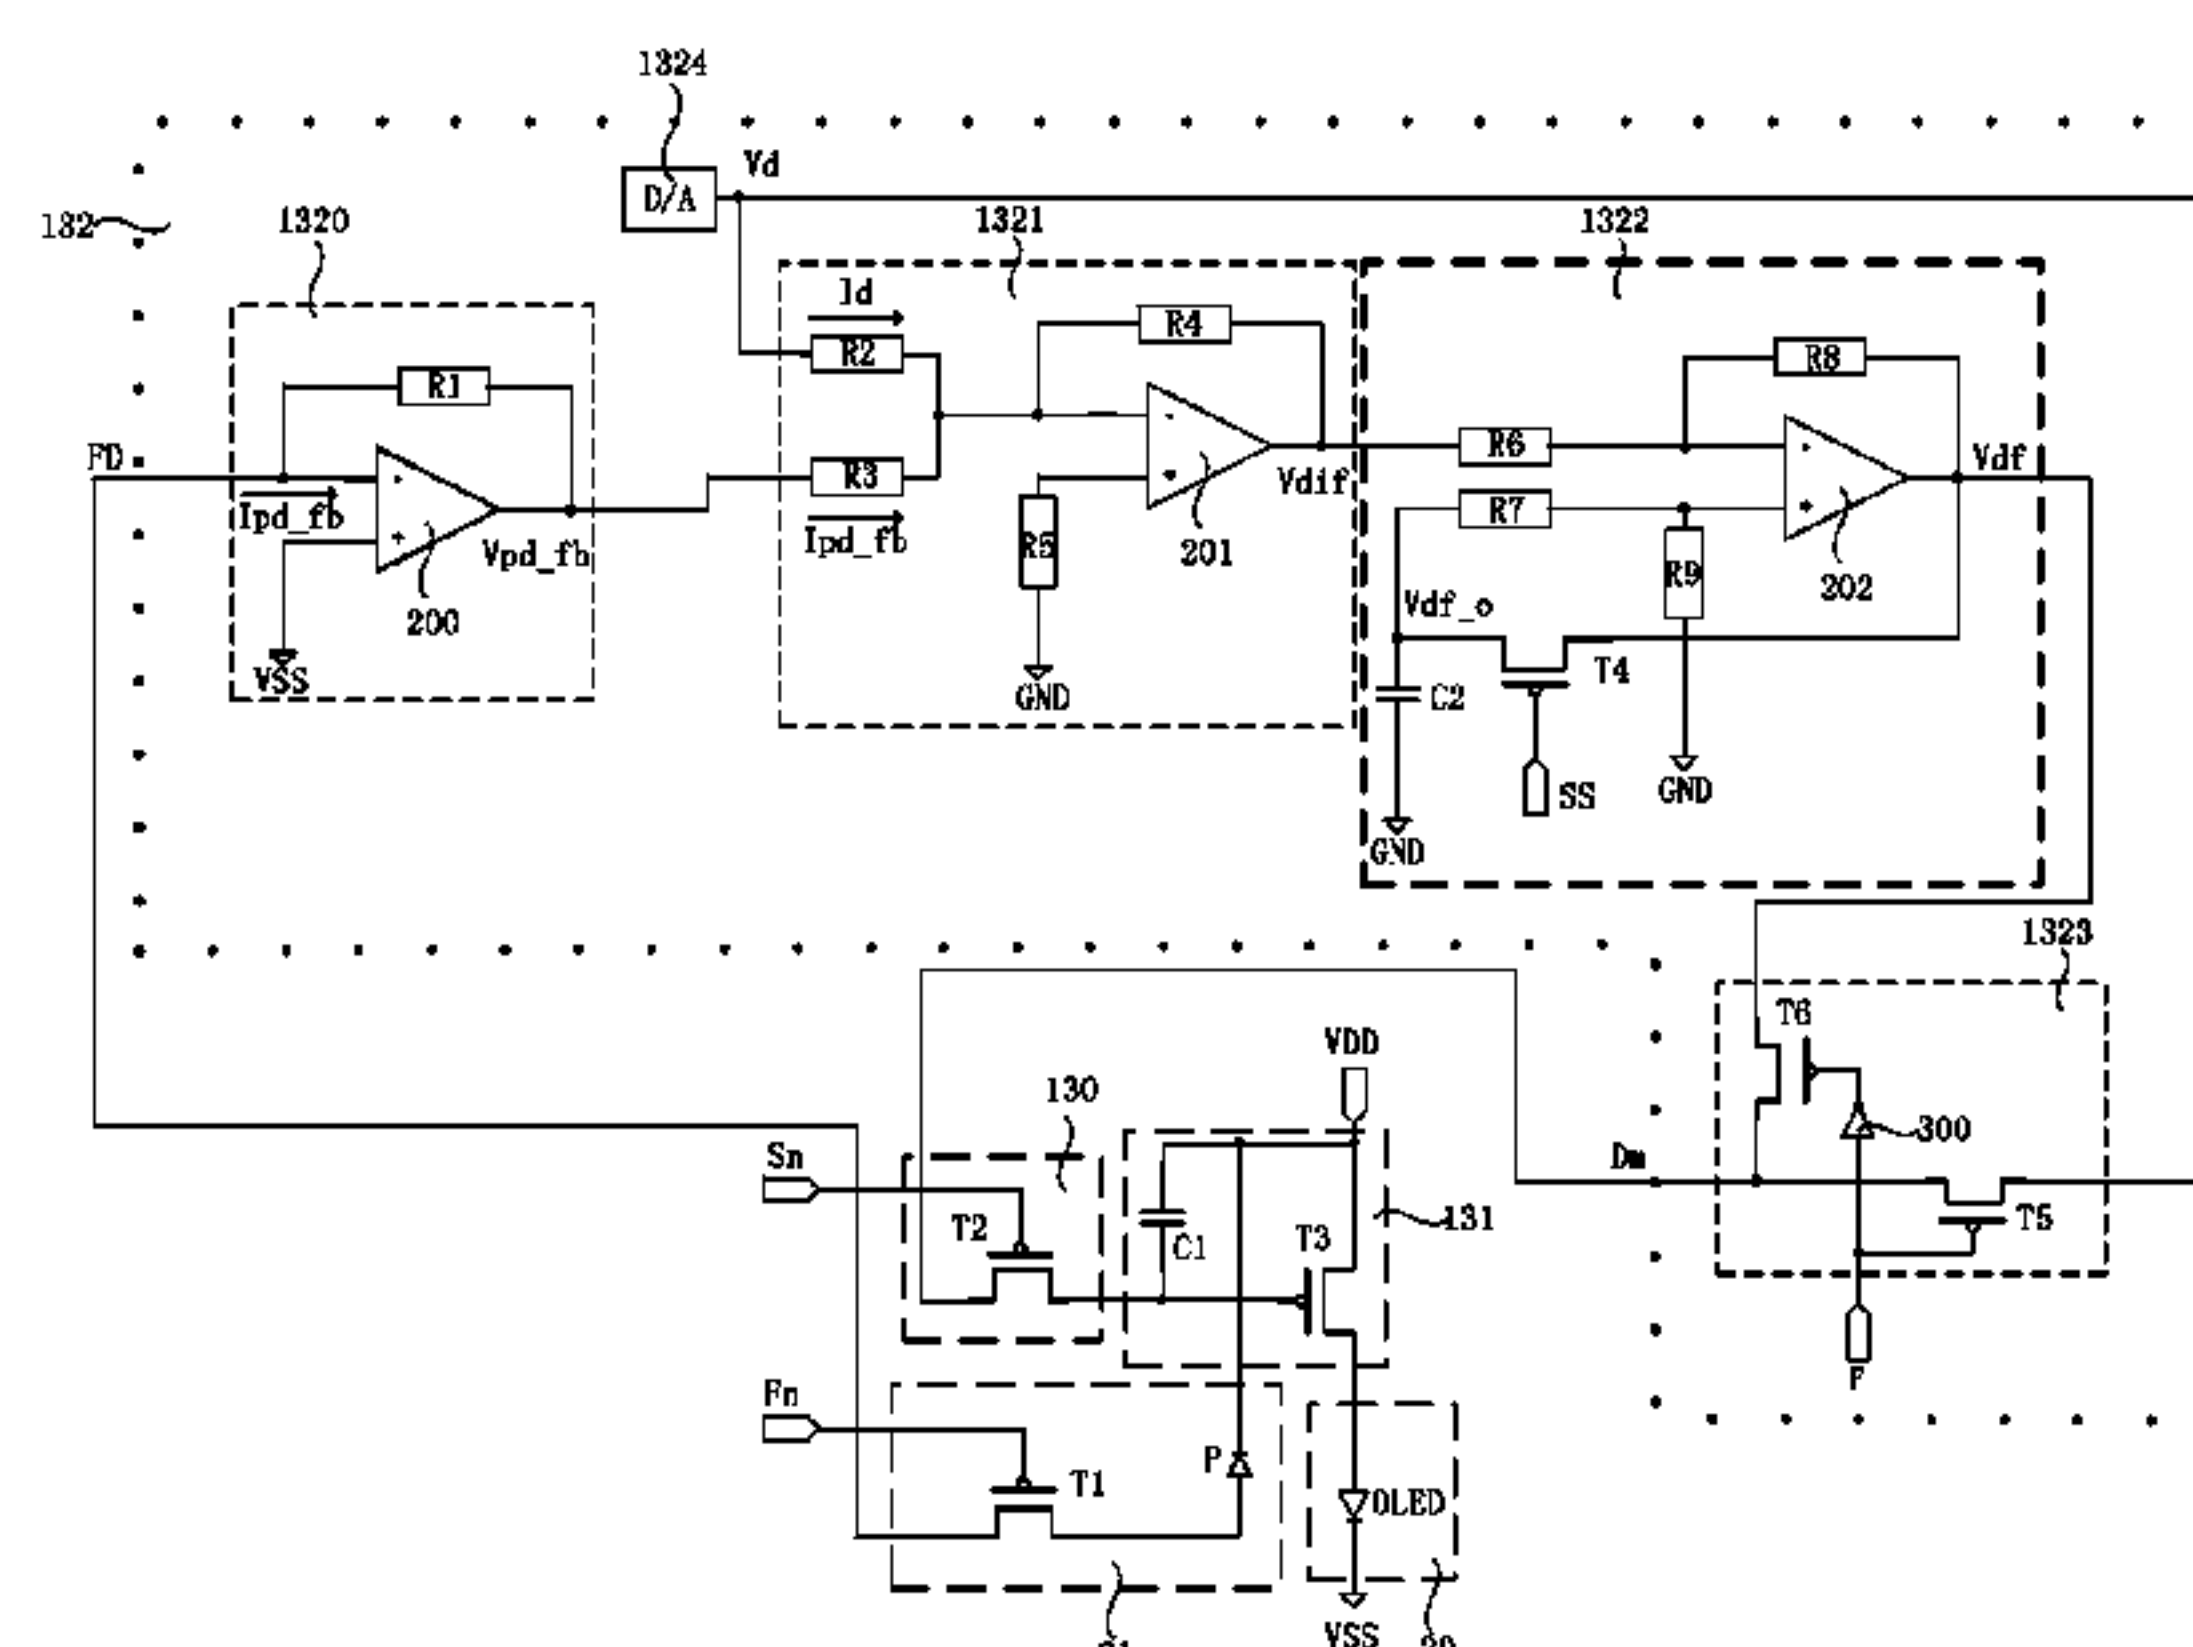 1324
Vd
D/A
132
1320
1321
1322
Id
R4
R2
R8
R1
FD
R3
R6
Vdf
Ipd_fb
Vdif
R7
Vpd_fb
Ipd_fb
R5
201
R9
202
200
Vdf_o
VSS
GND
T4
C2
SS
GND
GND
1323
T6
VDD
130
300
Sn
Dm
T2
C1
T3
131
T5
F
Fn
P
T1
OLED
VSS
- +
- +
- +